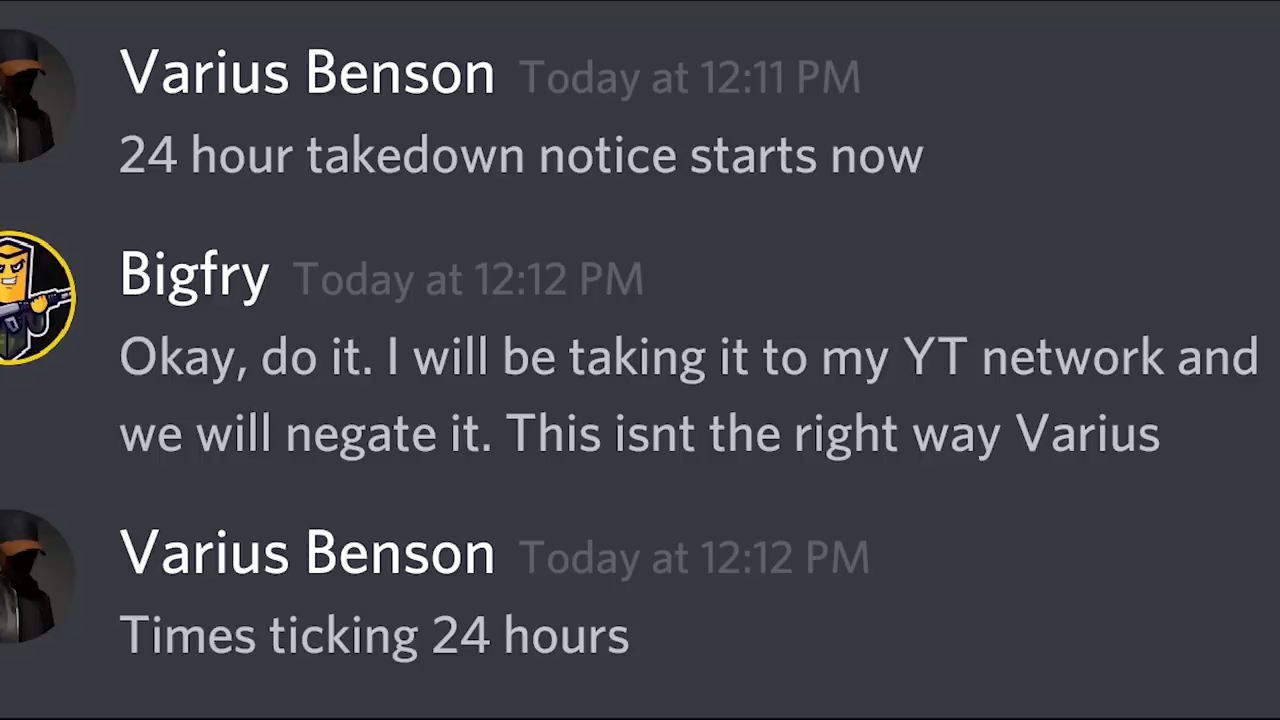 Varius Benson Today at 12:11 PM
24 hour takedown notice starts now
Bigfry Today at 12:12 PM
Okay, do it. I will be taking it to my YT network and
we will negate it. This isnt the right way Varius
Varius Benson Today at 12:12 PM
Times ticking 24 hours